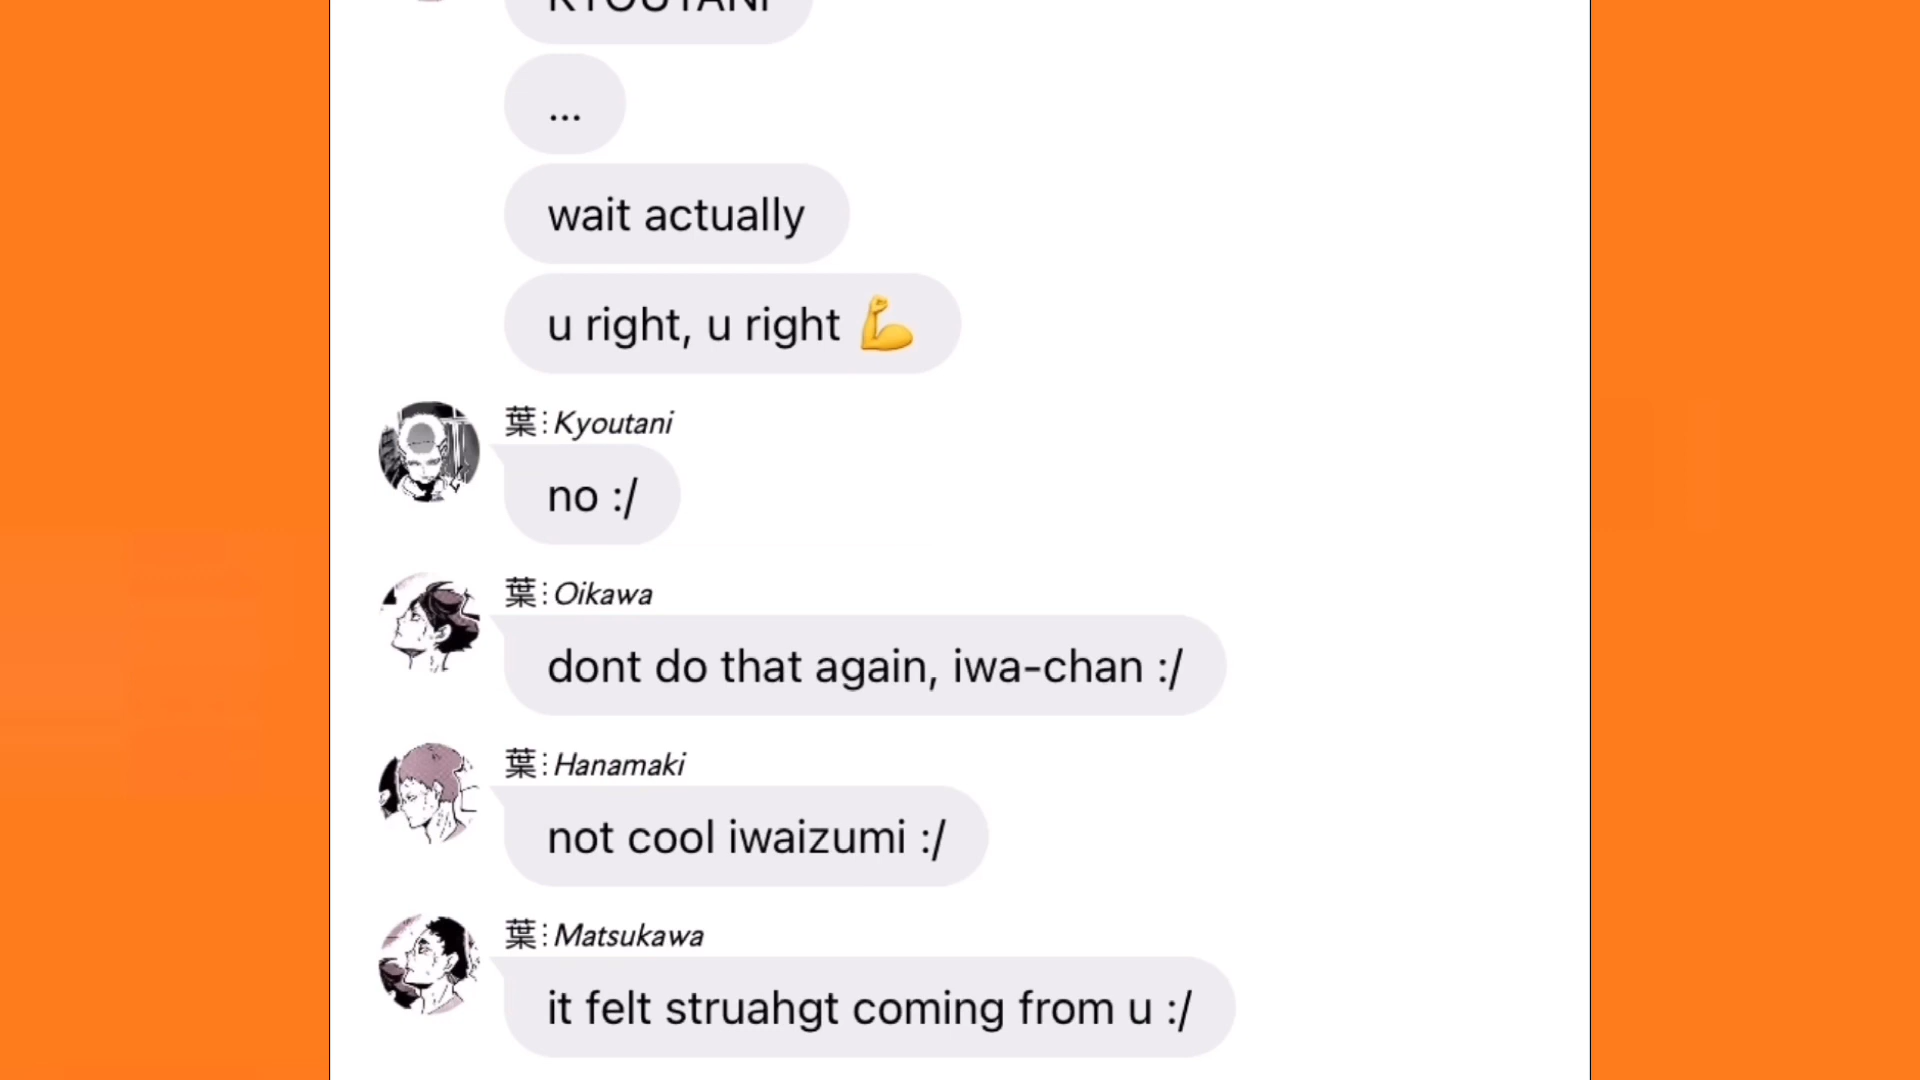 KYOUTANI
...
wait actually
u right, u right 💪
葉⋮Kyoutani
no :/
葉⋮Oikawa
dont do that again, iwa-chan :/
葉⋮Hanamaki
not cool iwaizumi :/
葉⋮Matsukawa
it felt struahgt coming from u :/